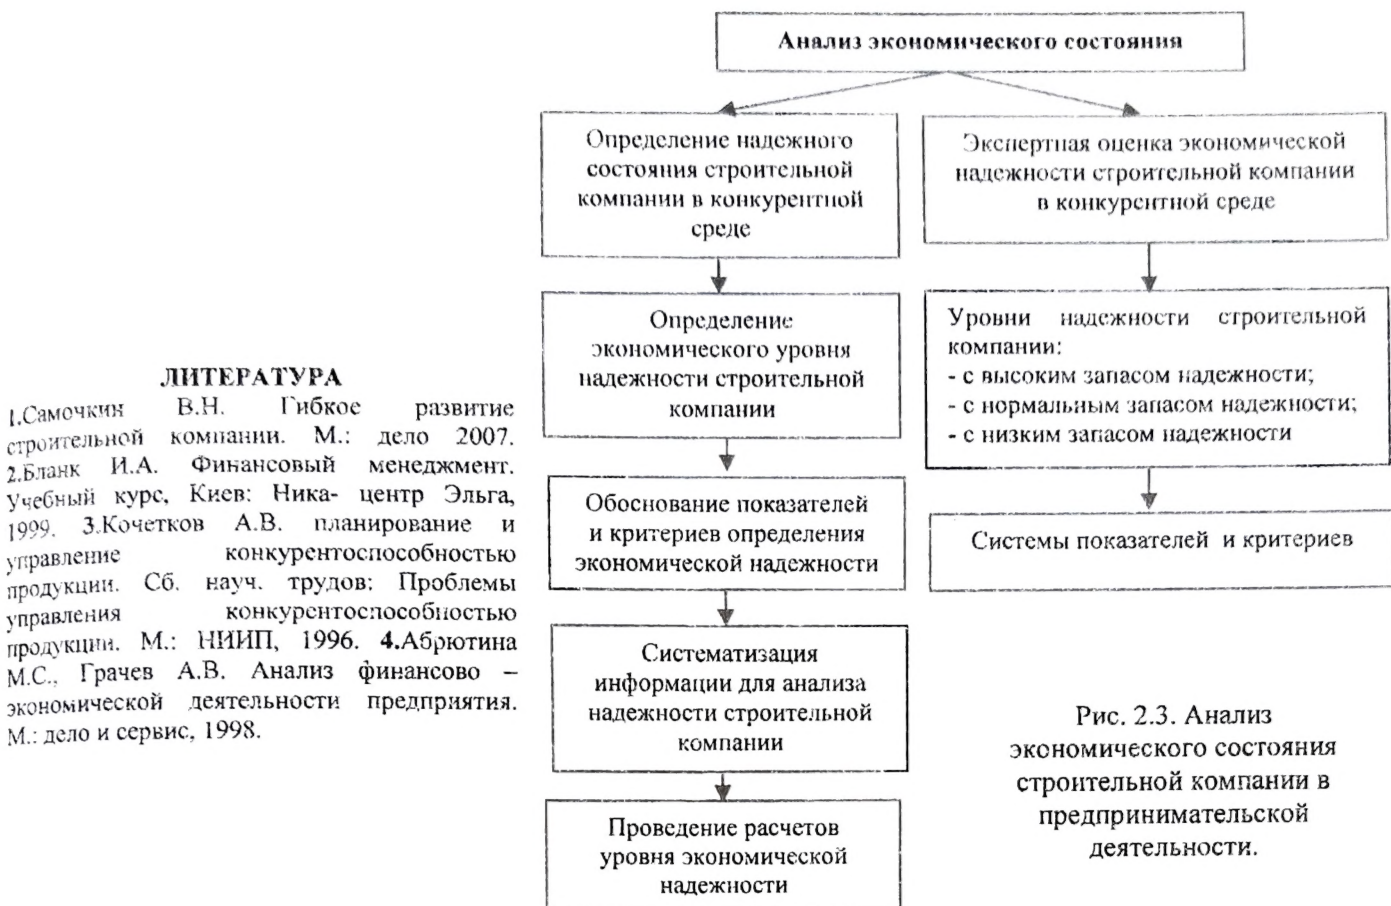 Анализ экономического состояния
Определение надежного
состояния строительной
компании в конкурентной
среде
Экспертная оценка экономической
надежности строительной компании
в конкурентной среде
Определение
экономического уровня
надежности строительной
компании
Уровни надежности строительной
компании:
- с высоким запасом надежности;
- с нормальным запасом надежности;
- с низким запасом надежности
Обоснование показателей
и критериев определения
экономической надежности
Системы показателей и критериев
Систематизация
информации для анализа
надежности строительной
компании
Проведение расчетов
уровня экономической
надежности
Рис. 2.3. Анализ
экономического состояния
строительной компании в
предпринимательской
деятельности.
ЛИТЕРАТУРА
1.Самочкин В.Н. Гибкое развитие
строительной компании. М.: дело 2007.
2.Бланк И.А. Финансовый менеджмент.
Учебный курс, Киев: Ника- центр Эльга,
1999. 3.Кочетков А.В. планирование и
управление конкурентоспособностью
продукции. Сб. науч. трудов: Проблемы
управления конкурентоспособностью
продукции. М.: НИИП, 1996. 4.Абрютина
М.С., Грачев А.В. Анализ финансово –
экономической деятельности предприятия.
М.: дело и сервис, 1998.